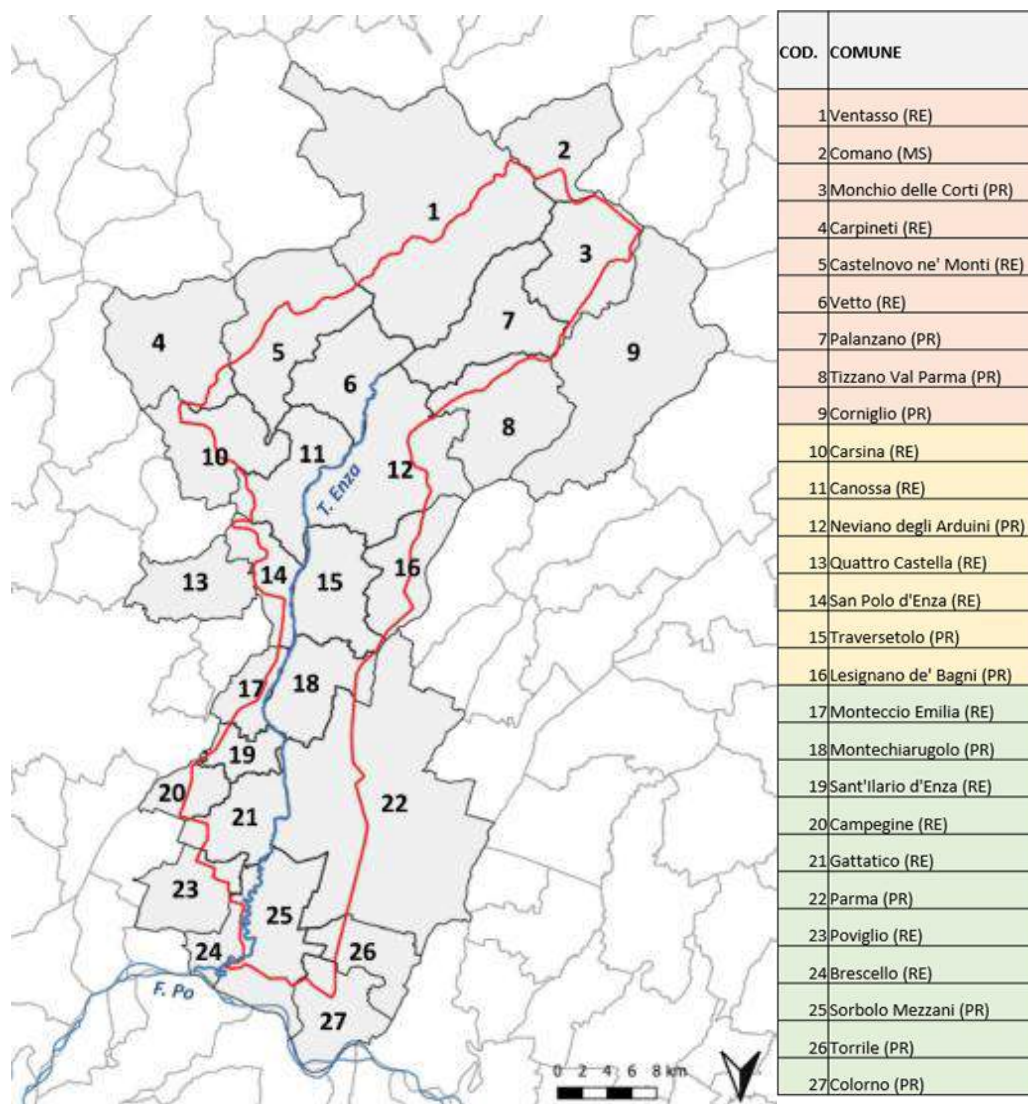 COD. COMUNE
1 Ventasso (RE)
2 Comano (MS)
3 Monchio delle Corti (PR)
4 Carpineti (RE)
5 Castelnovo ne' Monti (RE)
6 Vetto (RE)
7 Palanzano (PR)
8 Tizzano Val Parma (PR)
9 Corniglio (PR)
10 Carsina (RE)
11 Canossa (RE)
12 Neviano degli Arduini (PR)
13 Quattro Castella (RE)
14 San Polo d'Enza (RE)
15 Traversetolo (PR)
16 Lesignano de' Bagni (PR)
17 Monteccio Emilia (RE)
18 Montechiarugolo (PR)
19 Sant'Ilario d'Enza (RE)
20 Campegine (RE)
21 Gattatico (RE)
22 Parma (PR)
23 Poviglio (RE)
24 Brescello (RE)
25 Sorbolo Mezzani (PR)
26 Torrile (PR)
27 Colorno (PR)
2
1
3
7
4
5
9
6
8
10
11
12
T. Enza
13
14
15
16
17
18
19
20
21
22
23
25
24
26
F. Po
27
0 2 4 6 8 km